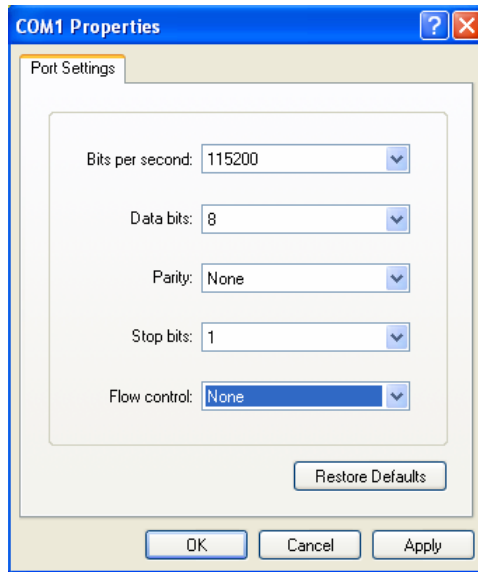 COM1 Properties
Port Settings
Bits per second: 115200
Data bits: 8
Parity: None
Stop bits: 1
Flow control: None
Restore Defaults
OK Cancel Apply